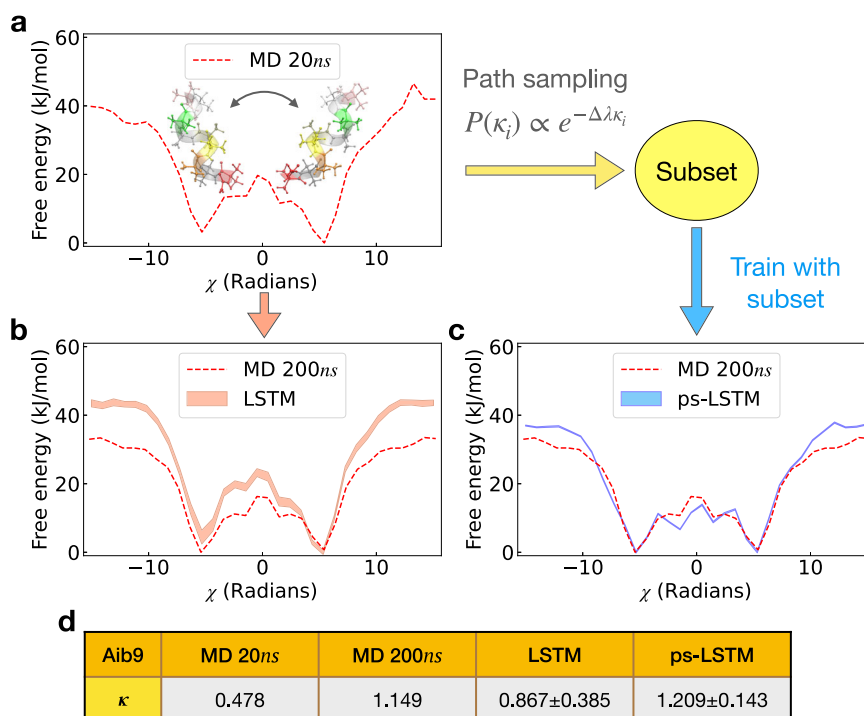 a
60
40
20
0
Free energy (kJ/mol)
MD 20ns
−10
0
10
χ (Radians)
Path sampling
P(κᵢ) ∝ e^{−Δλκᵢ}
Subset
Train with
subset
b
60
40
20
0
Free energy (kJ/mol)
MD 200ns
LSTM
−10
0
10
χ (Radians)
c
60
40
20
0
Free energy (kJ/mol)
MD 200ns
ps-LSTM
−10
0
10
χ (Radians)
d
Aib9 MD 20ns MD 200ns LSTM ps-LSTM
κ 0.478 1.149 0.867±0.385 1.209±0.143